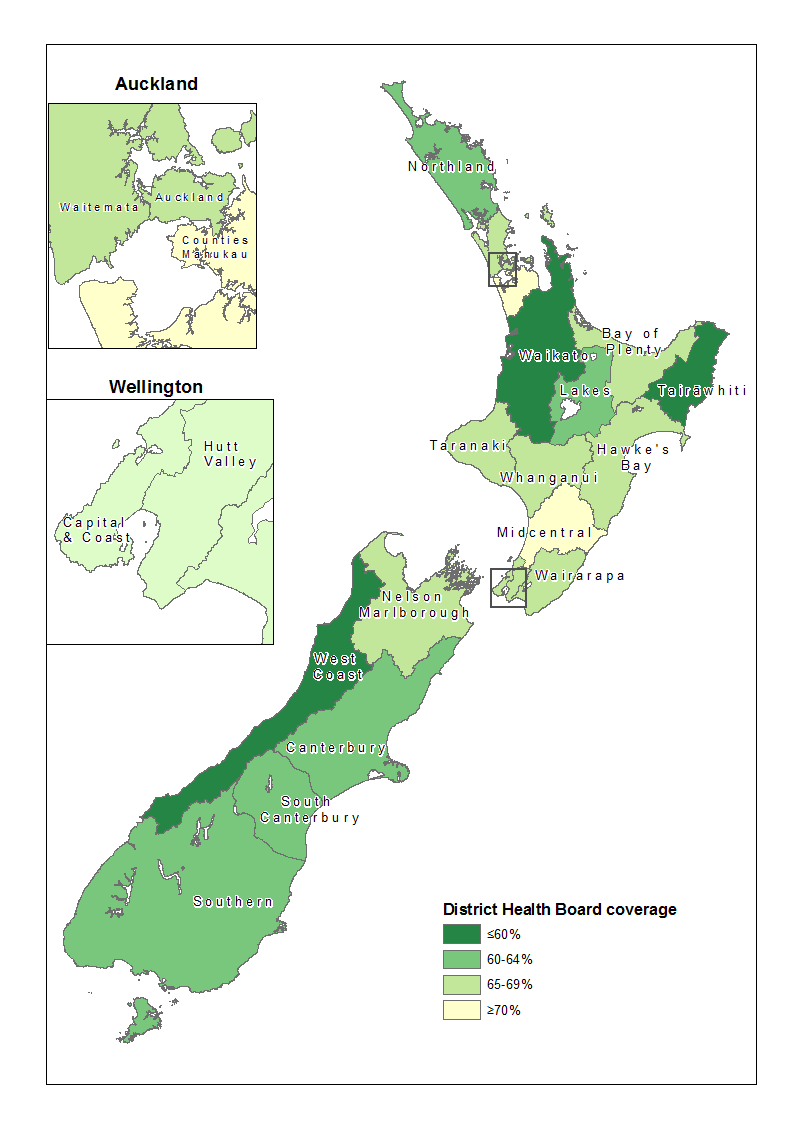 Auckland
Waitemata
Auckland
Counties
Manukau
Wellington
Hutt
Valley
Capital
& Coast
Northland
Waikato
Bay of
Plenty
Lakes
Tairāwhiti
Taranaki
Hawke's
Bay
Whanganui
Midcentral
Wairarapa
Nelson
Marlborough
West
Coast
Canterbury
South
Canterbury
Southern
District Health Board coverage
≤60%
60-64%
65-69%
≥70%